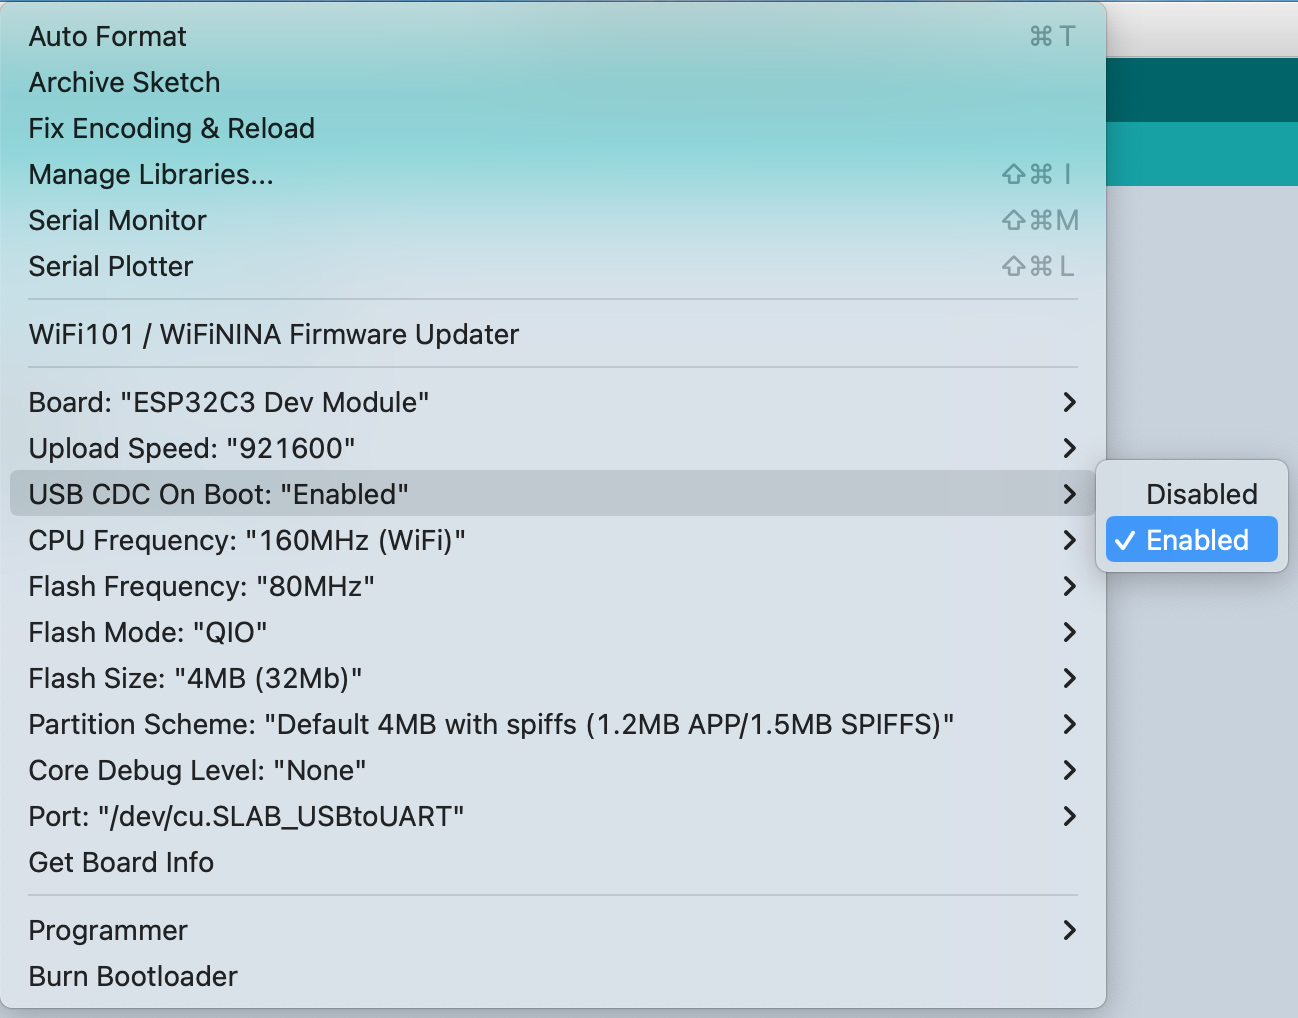 Auto Format ⌘T
Archive Sketch
Fix Encoding & Reload
Manage Libraries... ⇧⌘I
Serial Monitor ⇧⌘M
Serial Plotter ⇧⌘L
WiFi101 / WiFiNINA Firmware Updater
Board: "ESP32C3 Dev Module"
Upload Speed: "921600"
USB CDC On Boot: "Enabled"
Disabled
✓ Enabled
CPU Frequency: "160MHz (WiFi)"
Flash Frequency: "80MHz"
Flash Mode: "QIO"
Flash Size: "4MB (32Mb)"
Partition Scheme: "Default 4MB with spiffs (1.2MB APP/1.5MB SPIFFS)"
Core Debug Level: "None"
Port: "/dev/cu.SLAB_USBtoUART"
Get Board Info
Programmer
Burn Bootloader